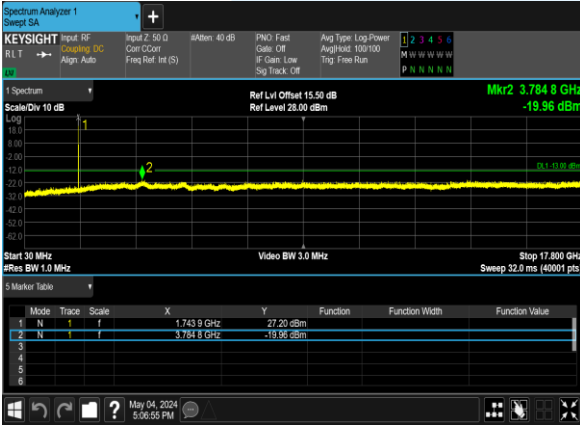 Spectrum Analyzer 1
Swept SA
+
KEYSIGHT Input: RF Input Z: 50 Ω #Atten: 40 dB PNO: Fast Avg Type: Log-Power 1 2 3 4 5 6
RLT Coupling: DC Corr CCorr Gate: Off Avg|Hold: 100/100 M W W W W W
Align: Auto Freq Ref: Int (S) IF Gain: Low Trig: Free Run
Sig Track: Off P N N N N N
1 Spectrum Ref Lvl Offset 15.50 dB Mkr2 3.784 8 GHz
Scale/Div 10 dB Ref Level 28.00 dBm -19.96 dBm
Log
18.0
8.00
-2.00
-12.0
-22.0
-32.0
-42.0
-52.0
-62.0
1
2
DL1 -13.00 dBm
Start 30 MHz Video BW 3.0 MHz Stop 17.800 GHz
#Res BW 1.0 MHz Sweep 32.0 ms (40001 pts
5 Marker Table
Mode Trace Scale X Y Function Function Width Function Value
1 N 1 f 1.743 9 GHz 27.20 dBm
2 N 1 f 3.784 8 GHz -19.96 dBm
3
4
5
6
? May 04, 2024
5:06:55 PM